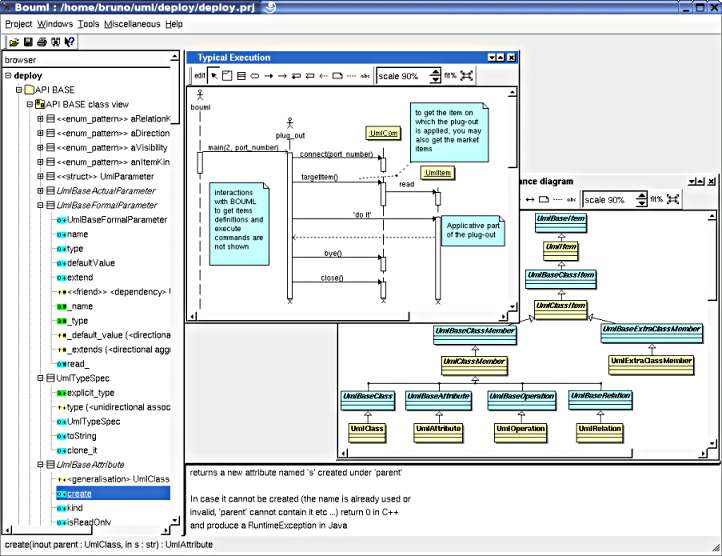 Bouml : /home/bruno/uml/deploy/deploy.prj
Project Windows Tools Miscellaneous Help
browser
deploy
API BASE
API BASE class view
<<enum_pattern>> aRelationK
<<enum_pattern>> aDirection
<<enum_pattern>> aVisibility
<<enum_pattern>> anItemKin
<<struct>> UmlParameter
UmlBaseActualParameter
UmlBaseFormalParameter
UmlBaseFormalParameter
name
type
defaultValue
extend
<<friend>> <dependency> U
_name
_type
_default_value (<directional
_extends (<directional aggr
read_
UmlTypeSpec
explicit_type
type (<unidirectional assoc
UmlTypeSpec
toString
clone_it
UmlBaseAttribute
<generalisation> UmlClass
create
kind
isReadOnly
Typical Execution
edit
abc
scale 90%
fit%
bouml
plug_out
:UmlCom
:UmlItem
main(2, port_number)
connect(port_number)
targetItem()
read
"do it"
bye()
close()
to get the item on
which the plug-out
is applied, you may
also get the market
items
interactions
with BOUML
to get items
definitions and
execute
commands are
not shown
Applicative part
of the plug-out
ance diagram
abc
scale 90%
fit%
UmlBaseItem
UmlItem
UmlBaseClassItem
UmlClassItem
UmlBaseClassMember
UmlBaseExtraClassMember
UmlClassMember
UmlExtraClassMember
UmlBaseClass
UmlBaseAttribute
UmlBaseOperation
UmlBaseRelation
UmlClass
UmlAttribute
UmlOperation
UmlRelation
returns a new attribute named 's' created under 'parent'
In case it cannot be created (the name is already used or
invalid, 'parent' cannot contain it etc ...) return 0 in C++
and produce a RuntimeException in Java
create(inout parent : UmlClass, in s : str) : UmlAttribute